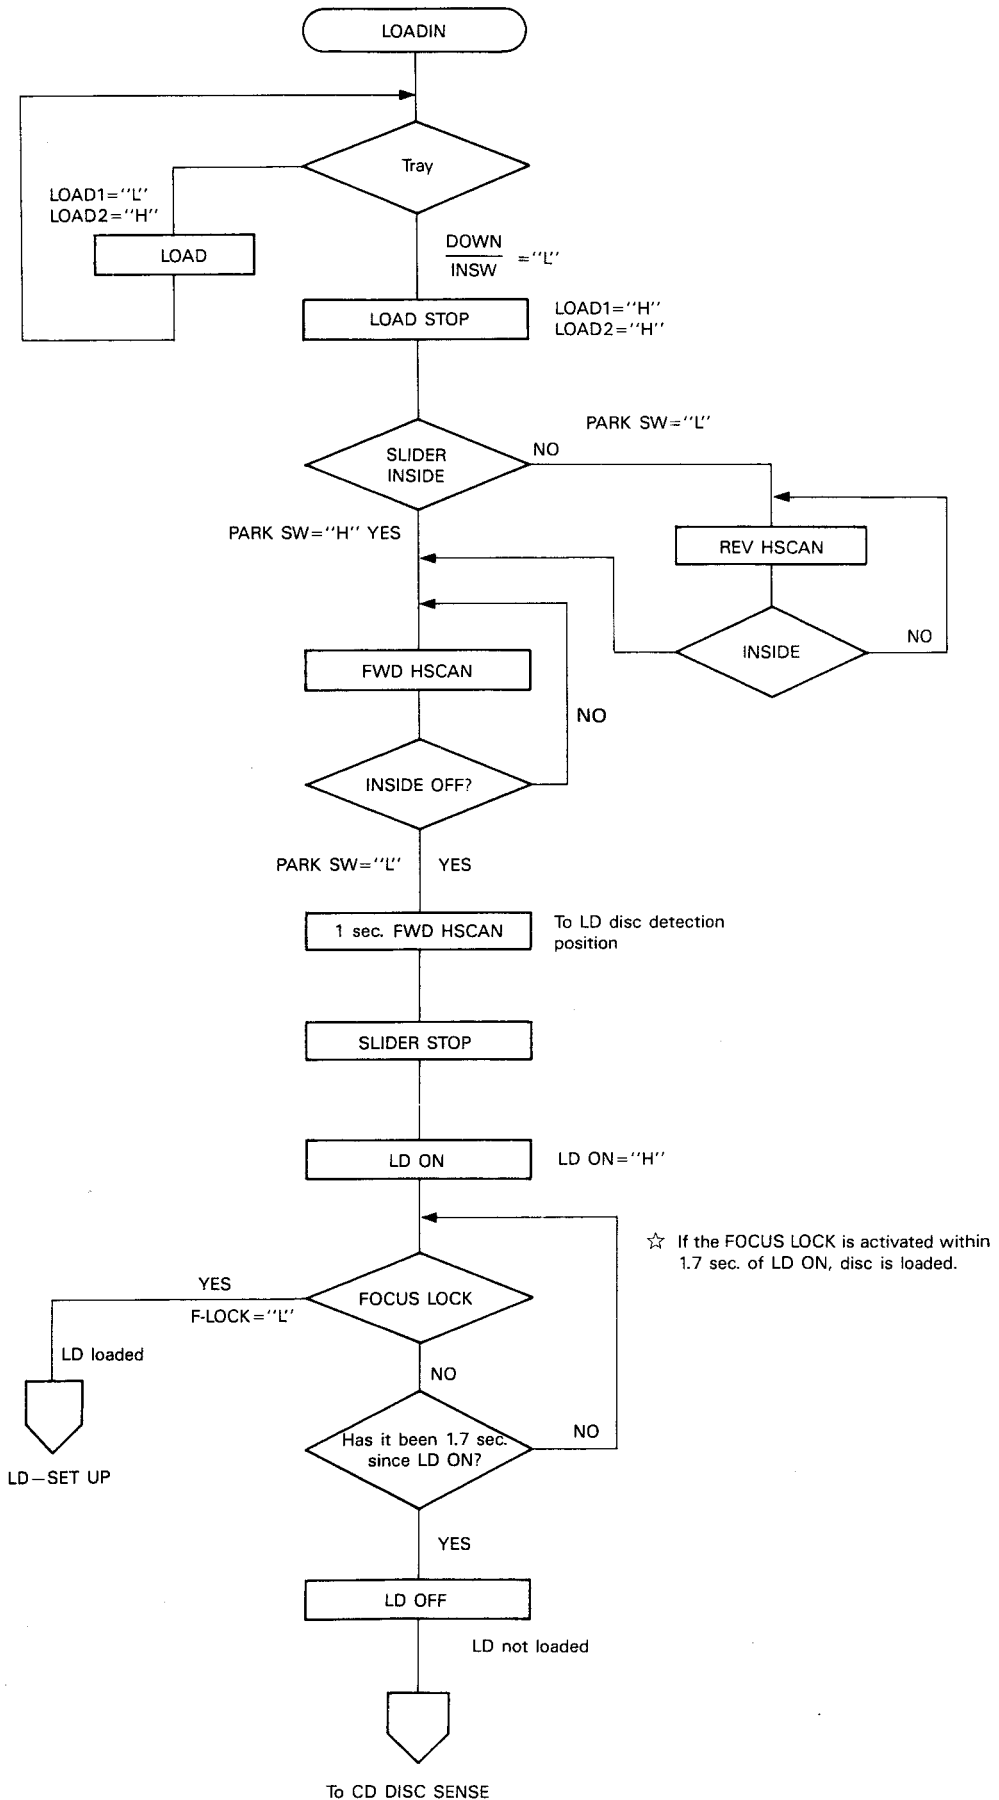 LOADIN
Tray
LOAD1="L"
LOAD2="H"
LOAD
DOWN
INSW
="L"
LOAD STOP
LOAD1="H"
LOAD2="H"
PARK SW="L"
SLIDER
INSIDE
NO
PARK SW="H" YES
REV HSCAN
INSIDE
NO
FWD HSCAN
NO
INSIDE OFF?
PARK SW="L" YES
1 sec. FWD HSCAN
To LD disc detection
position
SLIDER STOP
LD ON
LD ON="H"
☆ If the FOCUS LOCK is activated within
1.7 sec. of LD ON, disc is loaded.
YES
FOCUS LOCK
F-LOCK="L"
LD loaded
NO
LD-SET UP
Has it been 1.7 sec.
since LD ON?
NO
YES
LD OFF
LD not loaded
To CD DISC SENSE